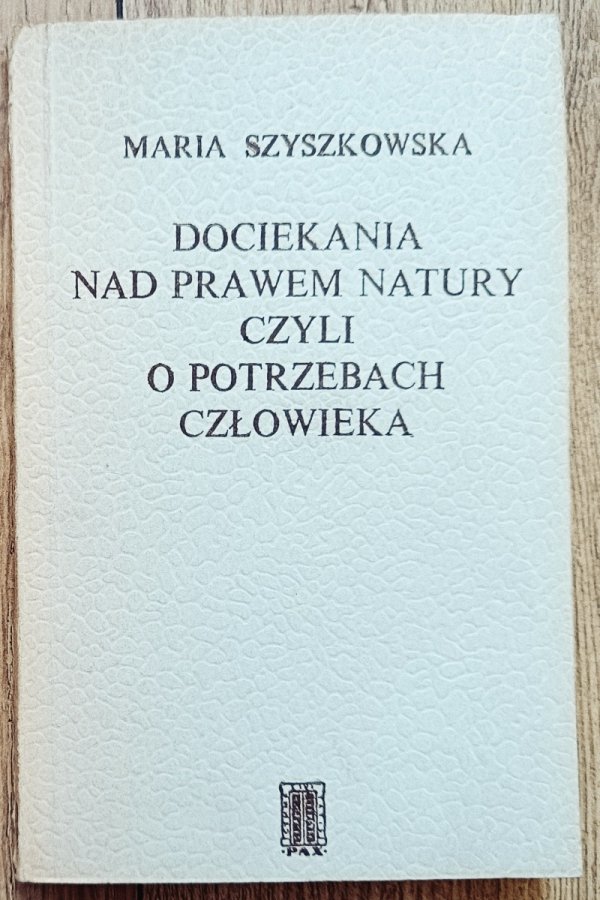 MARIA SZYSZKOWSKA
DOCIEKANIA
NAD PRAWEM NATURY
CZYLI
O POTRZEBACH
CZŁOWIEKA
·PAX·